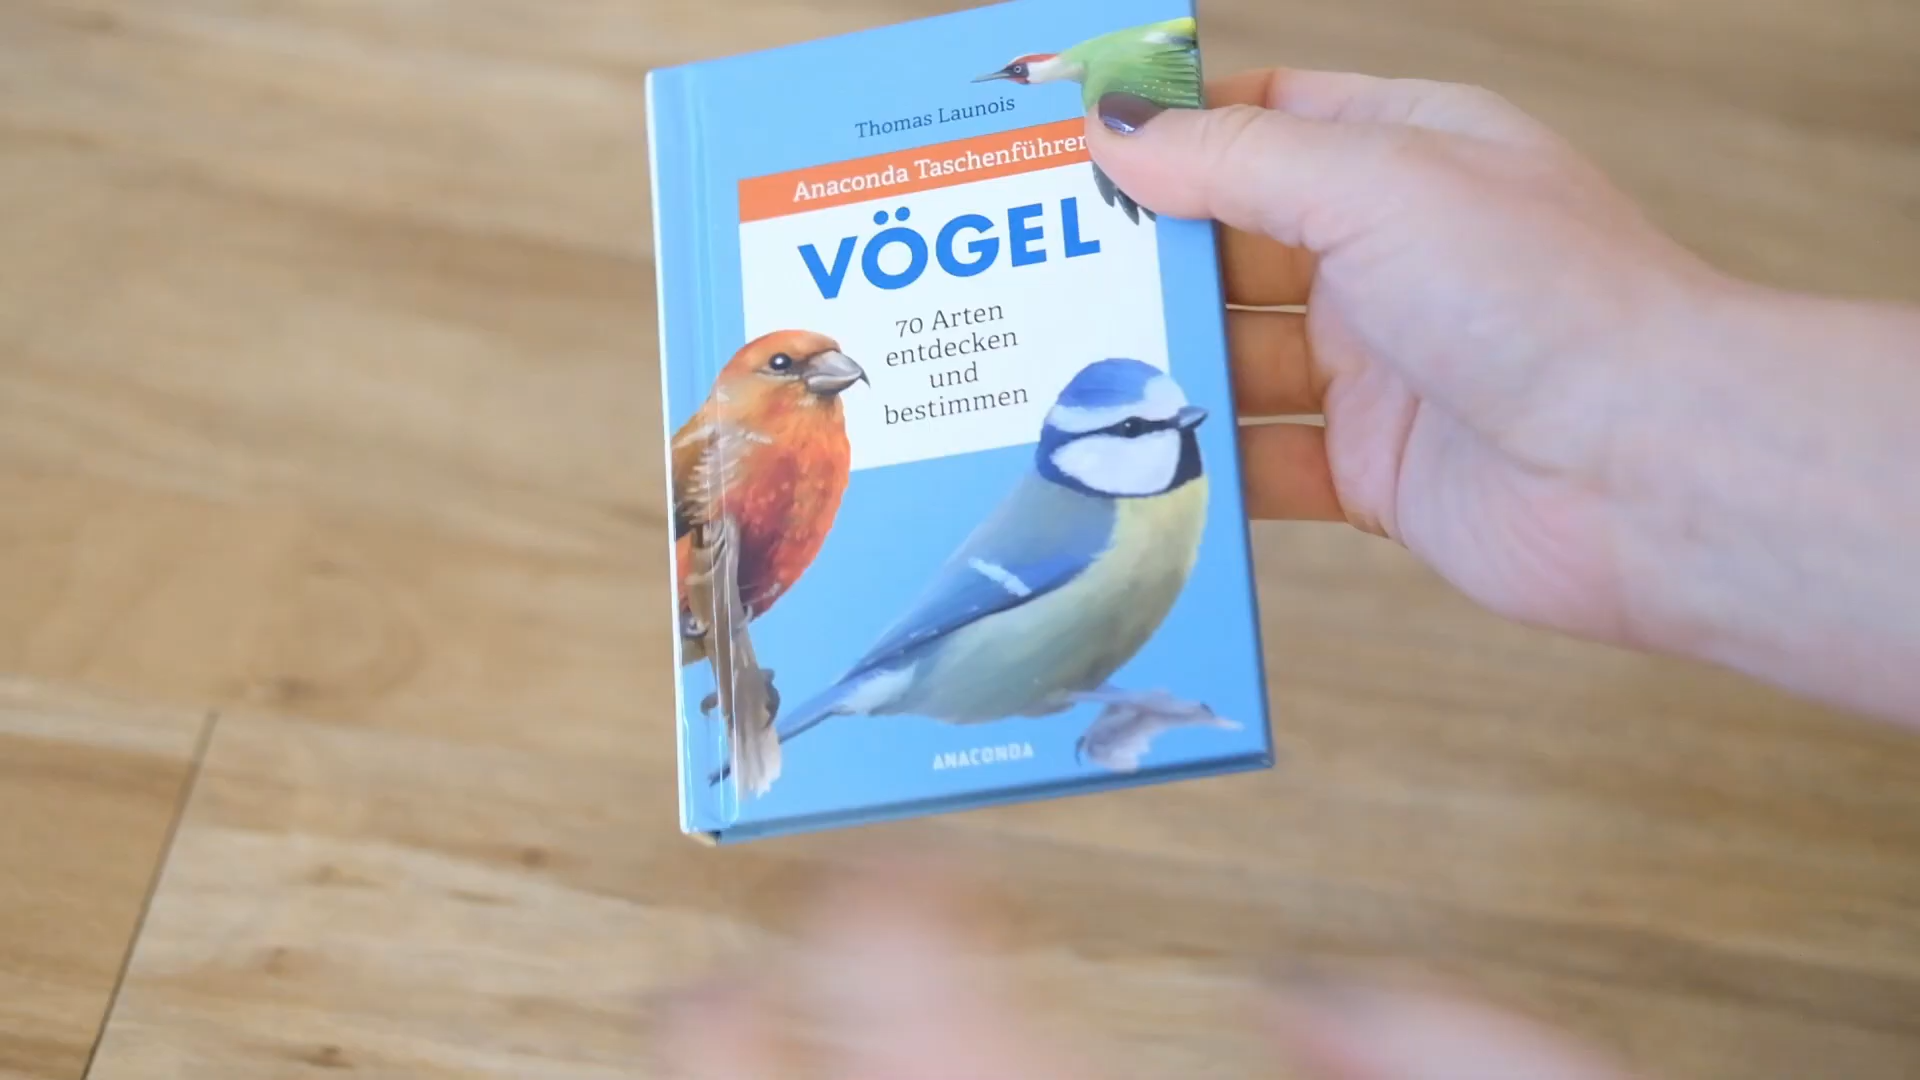 Thomas Launois
Anaconda Taschenführer
VÖGEL
70 Arten
entdecken
und
bestimmen
ANACONDA